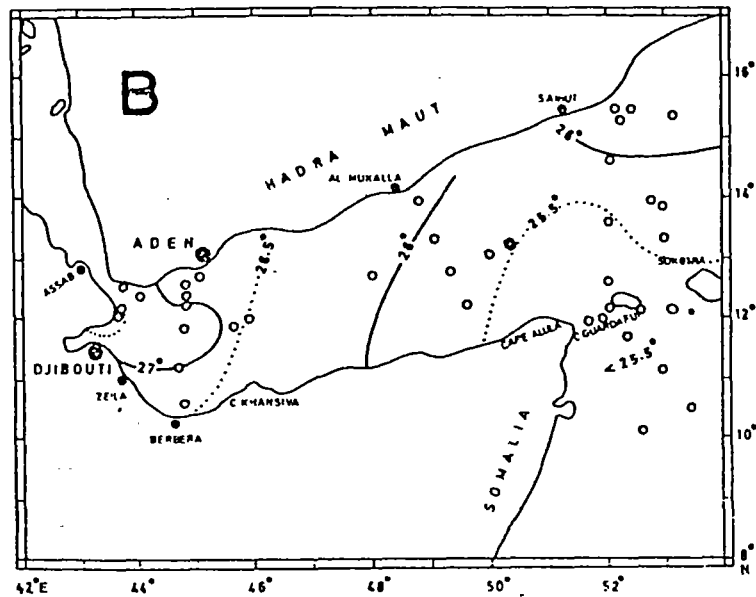 B
16°
14°
12°
10°
8°
N
SAIHUT
26°
HADRA MAUT
AL MUKALLA
ADEN
26.5°
26°
25.5°
ASSAB
SOKOTRA
CAPE ALULA
C GUARDAFUI
< 25.5°
DJIBOUTI
27°
ZEILA
C KHANSIVA
BERBERA
SOMALIA
42°E 44° 46° 48° 50° 52°